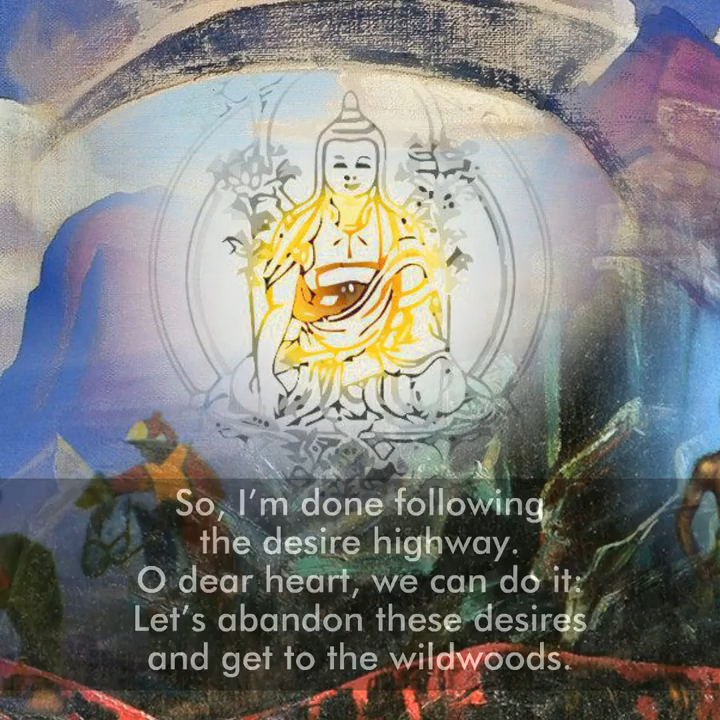 So, I’m done following
the desire highway.
O dear heart, we can do it:
Let’s abandon these desires
and get to the wildwoods.